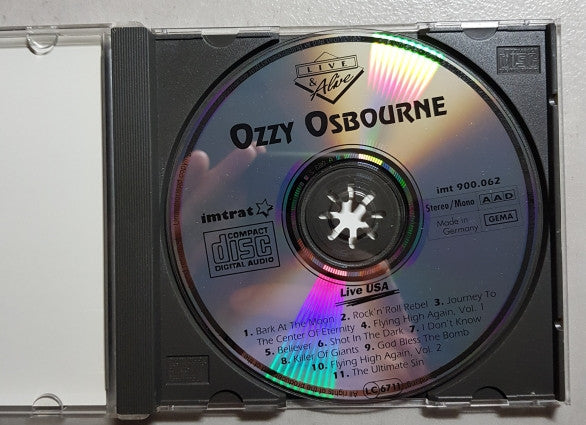 LIVE
& Alive
OZZY OSBOURNE
imt 900.062
imtrat
Stereo/Mono AAD
Made in Germany GEMA
COMPACT
disc
DIGITAL AUDIO
Live USA
1. Bark At The Moon 2. Rock'n'Roll Rebel 3. Journey To
The Center Of Eternity 4. Flying High Again, Vol. 1
5. Believer 6. Shot In The Dark 7. I Don't Know
8. Killer Of Giants 9. God Bless The Bomb
10. Flying High Again, Vol. 2
11. The Ultimate Sin
LC 6711